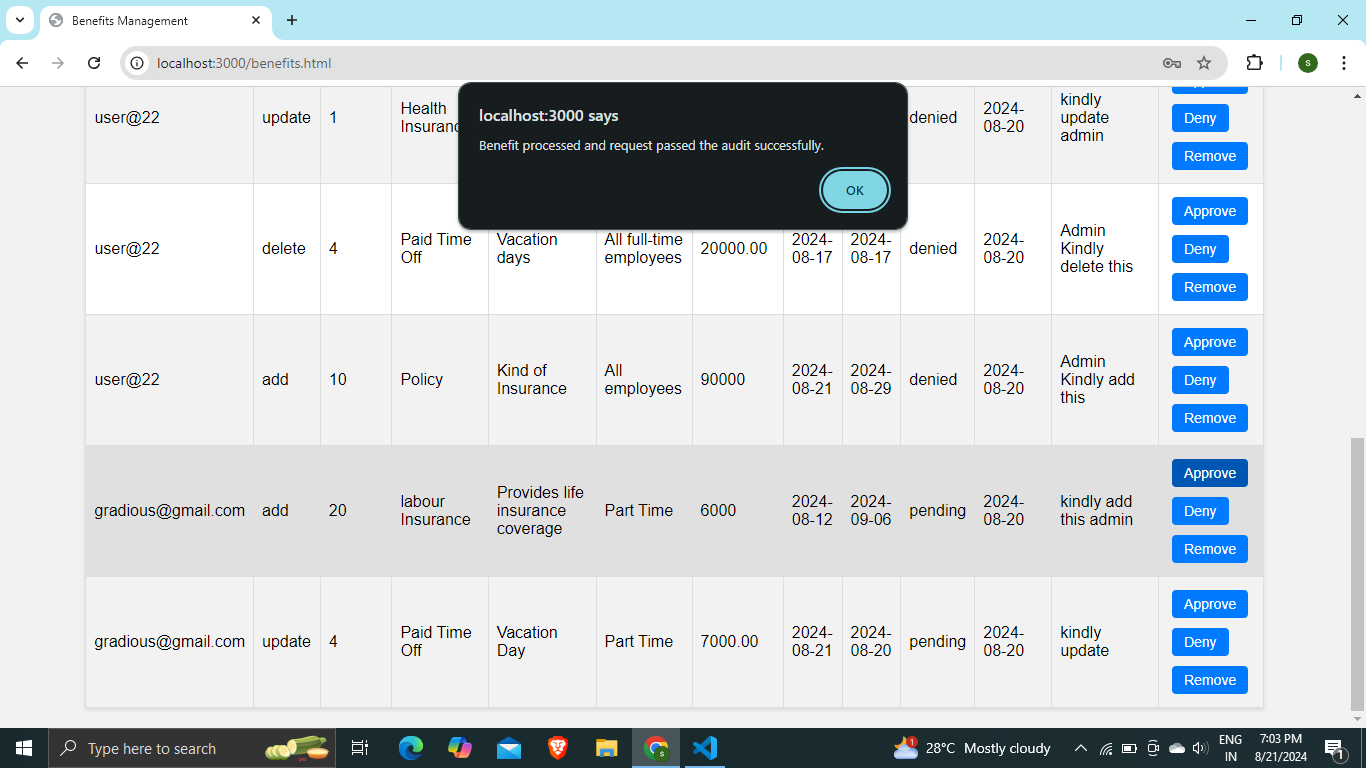 Benefits Management
localhost:3000/benefits.html
S
localhost:3000 says
Benefit processed and request passed the audit successfully.
OK
user@22 update 1 Health denied 2024-08-20 kindly update admin Deny Remove
user@22 delete 4 Paid Time Off Vacation days All full-time employees 20000.00 2024-08-17 2024-08-17 denied 2024-08-20 Admin Kindly delete this Approve Deny Remove
user@22 add 10 Policy Kind of Insurance All employees 90000 2024-08-21 2024-08-29 denied 2024-08-20 Admin Kindly add this Approve Deny Remove
gradious@gmail.com add 20 labour Insurance Provides life insurance coverage Part Time 6000 2024-08-12 2024-09-06 pending 2024-08-20 kindly add this admin Approve Deny Remove
gradious@gmail.com update 4 Paid Time Off Vacation Day Part Time 7000.00 2024-08-21 2024-08-20 pending 2024-08-20 kindly update Approve Deny Remove
Type here to search
1
28°C Mostly cloudy
ENG
IN
7:03 PM
8/21/2024
1